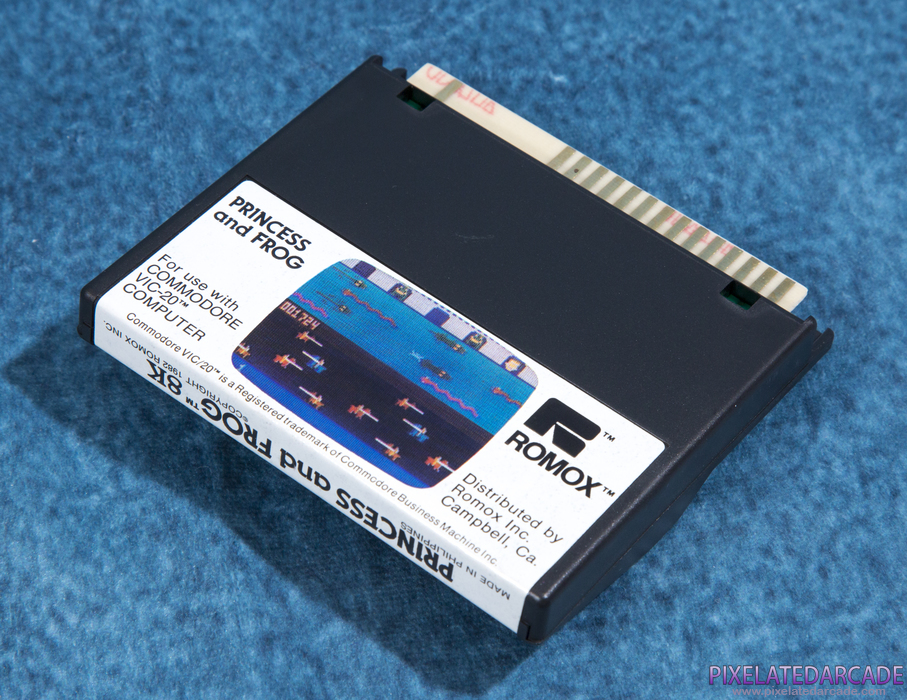 PRINCESS
and FROG
For use with
COMMODORE
VIC-20™
COMPUTER
001724
ROMOX™
Distributed by
Romox Inc.
Campbell, Ca.
Commodore VIC/20™ is a Registered trademark of Commodore Business Machine Inc.
PRINCESS and FROG™ 8K
©COPYRIGHT 1982 ROMOX INC.
MADE IN PHILIPPINES
PIXELATEDARCADE
www.pixelatedarcade.com